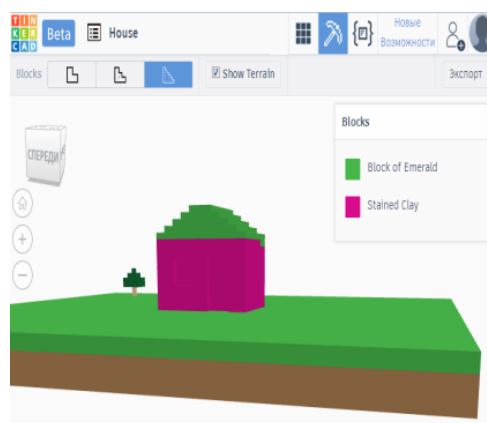 TIN
KER
CAD
Beta
House
Новые
Возможности
Blocks
Show Terrain
Экспорт
Blocks
Block of Emerald
Stained Clay
СПЕРЕДИ